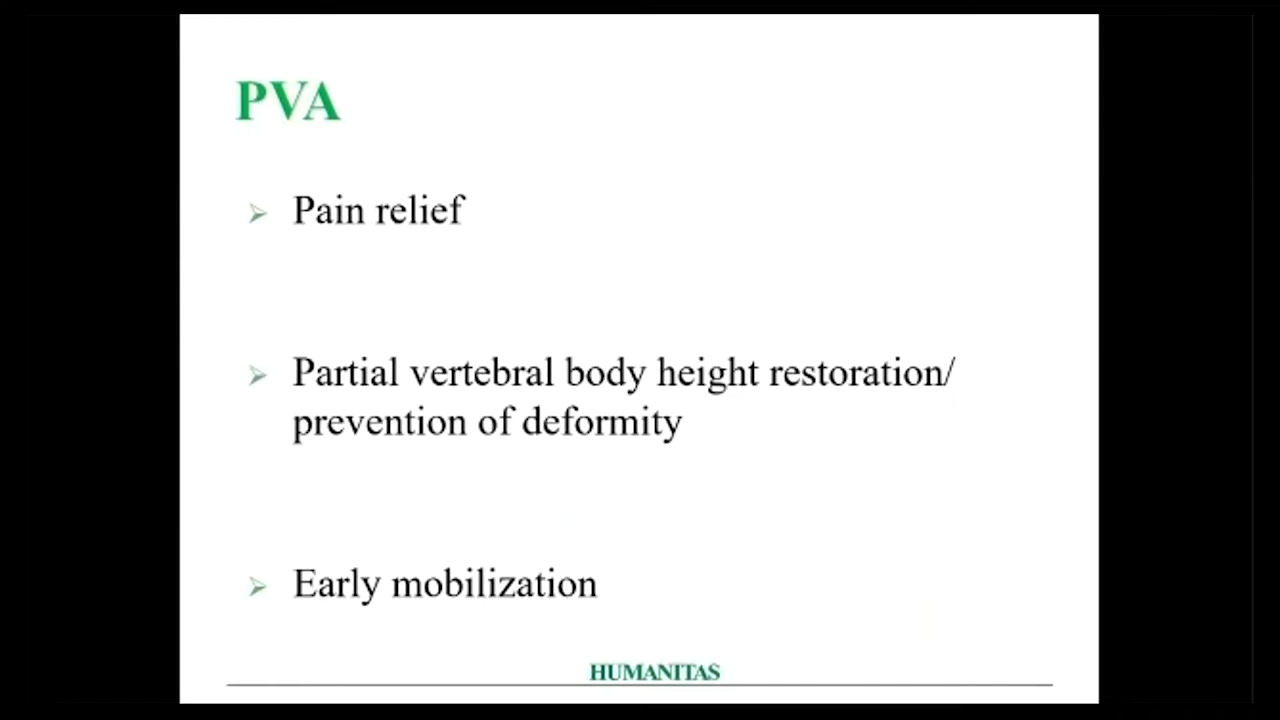 PVA
Pain relief
Partial vertebral body height restoration/
prevention of deformity
Early mobilization
HUMANITAS